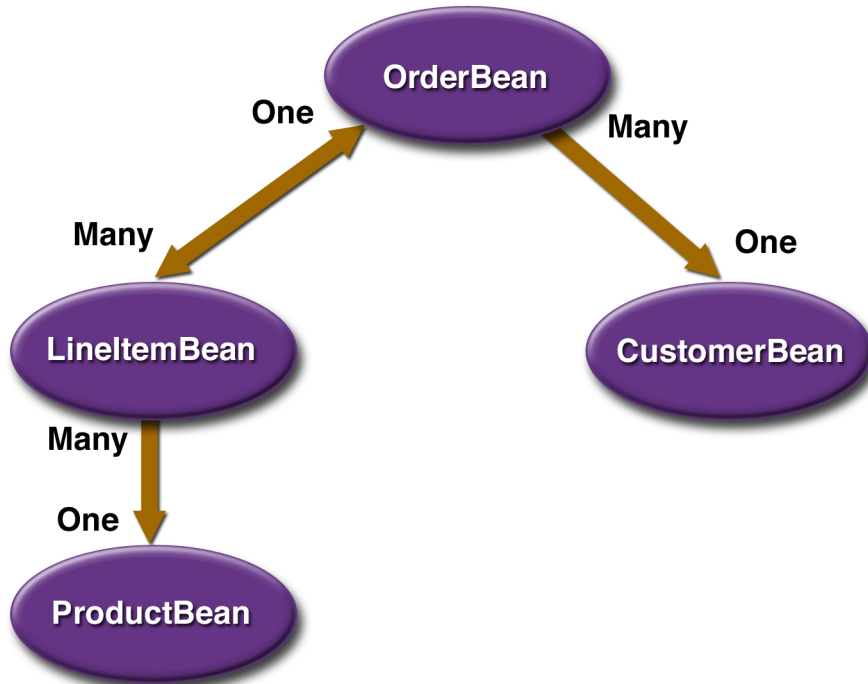 OrderBean
One
Many
Many
One
LineItemBean
CustomerBean
Many
One
ProductBean